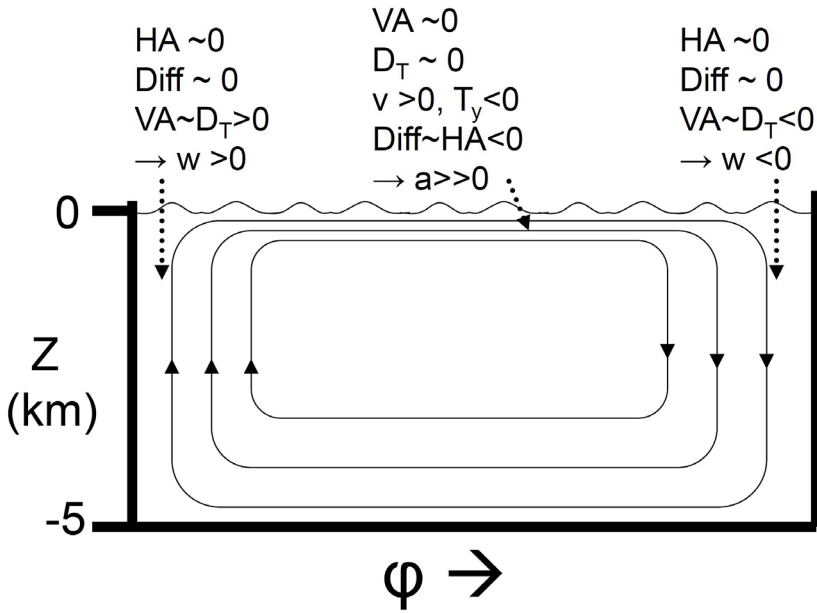 HA ~0
Diff ~ 0
VA~D_T>0
→ w >0
VA ~0
D_T ~ 0
v >0, T_y<0
Diff~HA<0
→ a>>0
HA ~0
Diff ~ 0
VA~D_T<0
→ w <0
0
Z
(km)
-5
φ →